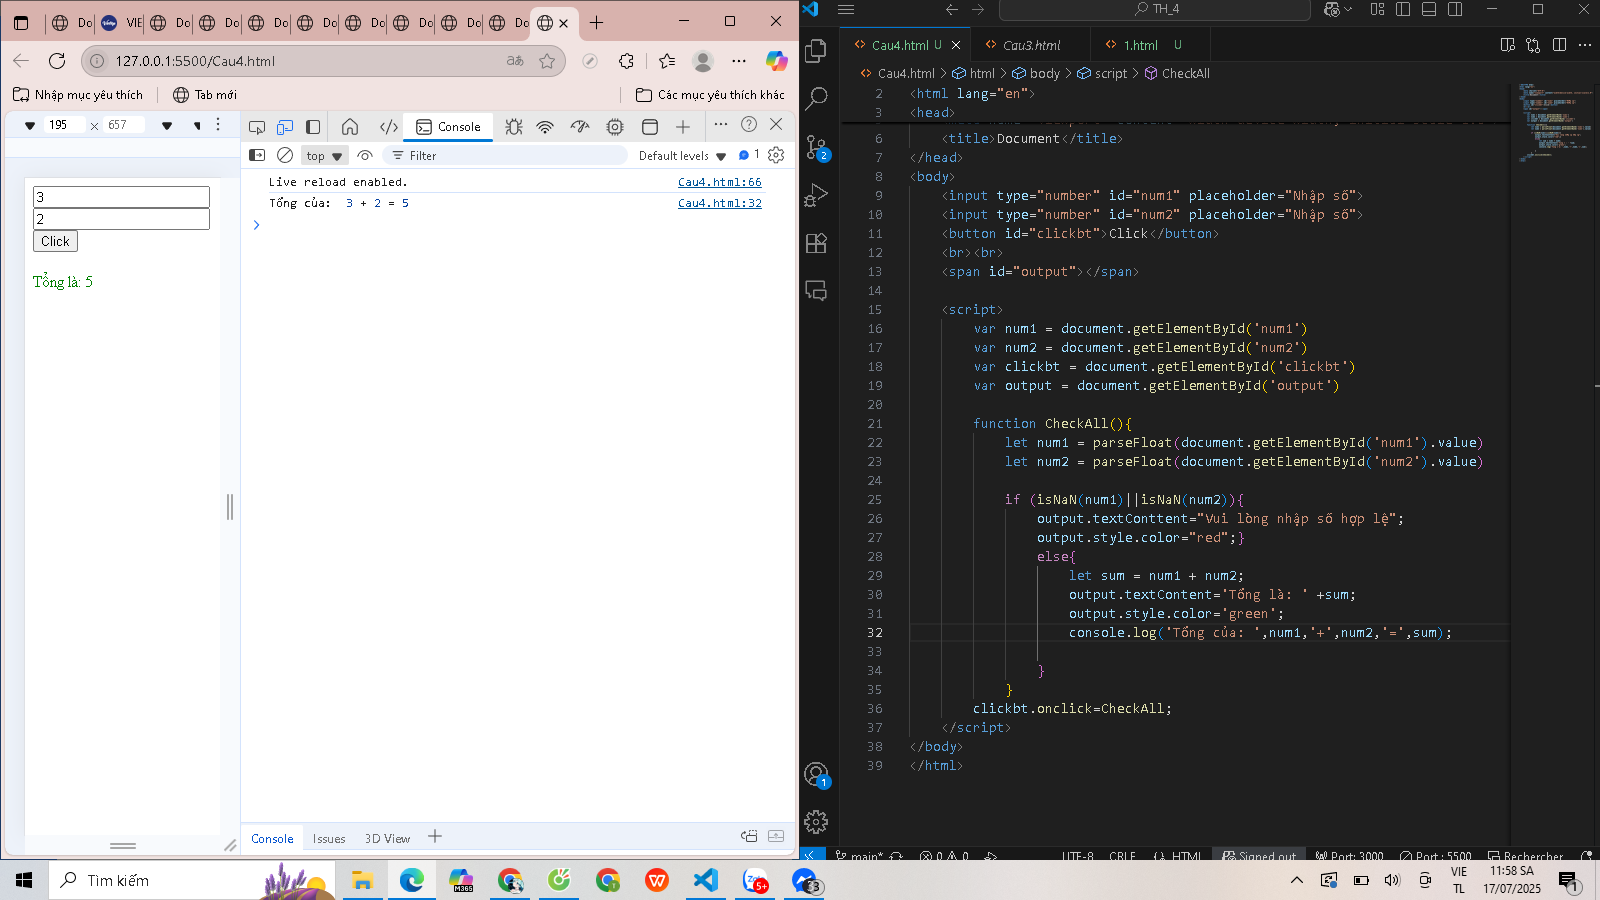 Do
VIE
Do
Do
Do
Do
Do
Do
Do
Do
127.0.0.1:5500/Cau4.html
Nhập mục yêu thích
Tab mới
Các mục yêu thích khác
195
×
657
Console
top
Filter
Default levels
1
Live reload enabled.
Cau4.html:66
Tổng của:  3 + 2 = 5
Cau4.html:32
3
2
Click
Tổng là: 5
Console
Issues
3D View
TH_4
Cau4.html U
Cau3.html
1.html U
Cau4.html > html > body > script > CheckAll
2 <html lang="en">
3 <head>
6 <title>Document</title>
7 </head>
8 <body>
9 <input type="number" id="num1" placeholder="Nhập số">
10 <input type="number" id="num2" placeholder="Nhập số">
11 <button id="clickbt">Click</button>
12 <br><br>
13 <span id="output"></span>
14
15 <script>
16 var num1 = document.getElementById('num1')
17 var num2 = document.getElementById('num2')
18 var clickbt = document.getElementById('clickbt')
19 var output = document.getElementById('output')
20
21 function CheckAll(){
22 let num1 = parseFloat(document.getElementById('num1').value)
23 let num2 = parseFloat(document.getElementById('num2').value)
24
25 if (isNaN(num1)||isNaN(num2)){
26 output.textConttent="Vui lòng nhập số hợp lệ";
27 output.style.color="red";}
28 else{
29 let sum = num1 + num2;
30 output.textContent='Tổng là: ' +sum;
31 output.style.color='green';
32 console.log('Tổng của: ',num1,'+',num2,'=',sum);
33
34 }
35 }
36 clickbt.onclick=CheckAll;
37 </script>
38 </body>
39 </html>
2
1
main*
0
0
UTF-8
CRLF
{} HTML
Signed out
Port: 3000
Port : 5500
Rechercher
Tìm kiếm
M365
Zalo
5+
33
VIE
TL
11:58 SA
17/07/2025
1